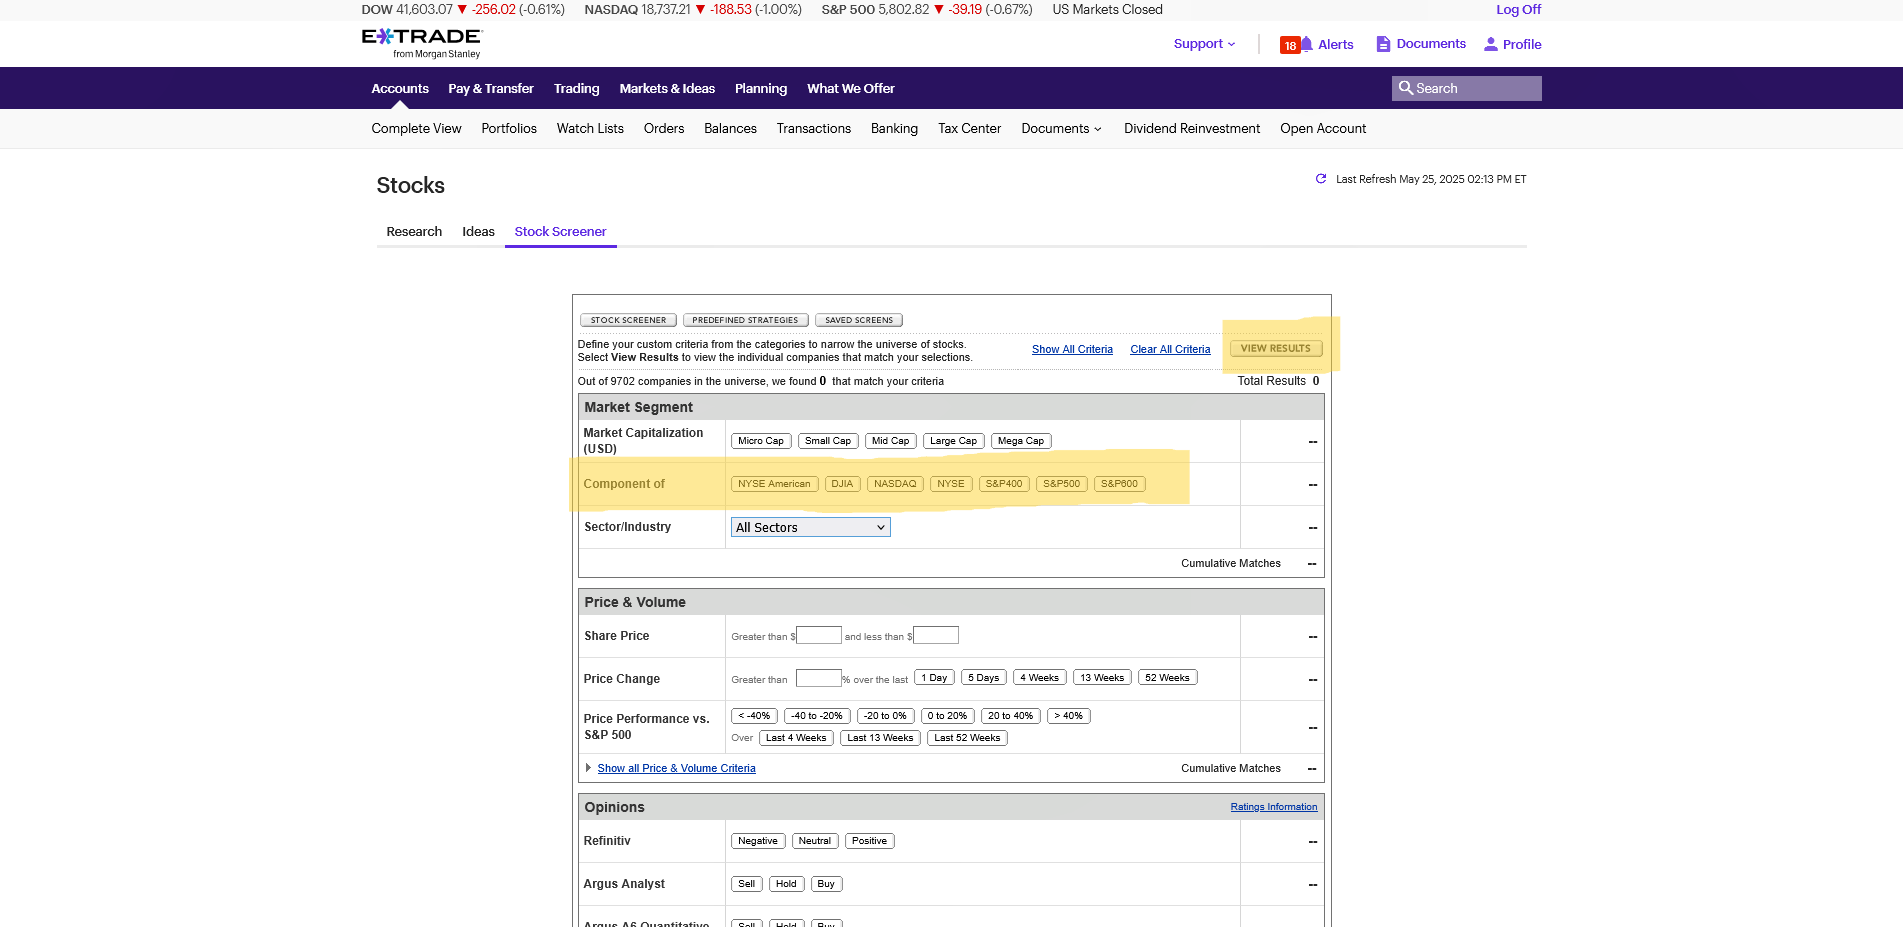 DOW 41,603.07 ▼ -256.02 (-0.61%) NASDAQ 18,737.21 ▼ -188.53 (-1.00%) S&P 500 5,802.82 ▼ -39.19 (-0.67%) US Markets Closed Log Off
E*TRADE
from Morgan Stanley
Support 18 Alerts Documents Profile
Accounts Pay & Transfer Trading Markets & Ideas Planning What We Offer Search
Complete View Portfolios Watch Lists Orders Balances Transactions Banking Tax Center Documents Dividend Reinvestment Open Account
Stocks
Last Refresh May 25, 2025 02:13 PM ET
Research Ideas Stock Screener
STOCK SCREENER PREDEFINED STRATEGIES SAVED SCREENS
Define your custom criteria from the categories to narrow the universe of stocks.
Select View Results to view the individual companies that match your selections.
Show All Criteria Clear All Criteria VIEW RESULTS
Out of 9702 companies in the universe, we found 0 that match your criteria Total Results 0
Market Segment
Market Capitalization
(USD)
Micro Cap Small Cap Mid Cap Large Cap Mega Cap --
Component of NYSE American DJIA NASDAQ NYSE S&P400 S&P500 S&P600 --
Sector/Industry All Sectors --
Cumulative Matches --
Price & Volume
Share Price Greater than $ and less than $ --
Price Change Greater than % over the last 1 Day 5 Days 4 Weeks 13 Weeks 52 Weeks --
Price Performance vs.
S&P 500
< -40% -40 to -20% -20 to 0% 0 to 20% 20 to 40% > 40%
Over Last 4 Weeks Last 13 Weeks Last 52 Weeks --
Show all Price & Volume Criteria Cumulative Matches --
Opinions Ratings Information
Refinitiv Negative Neutral Positive --
Argus Analyst Sell Hold Buy --
Argus A6 Quantitative Sell Hold Buy